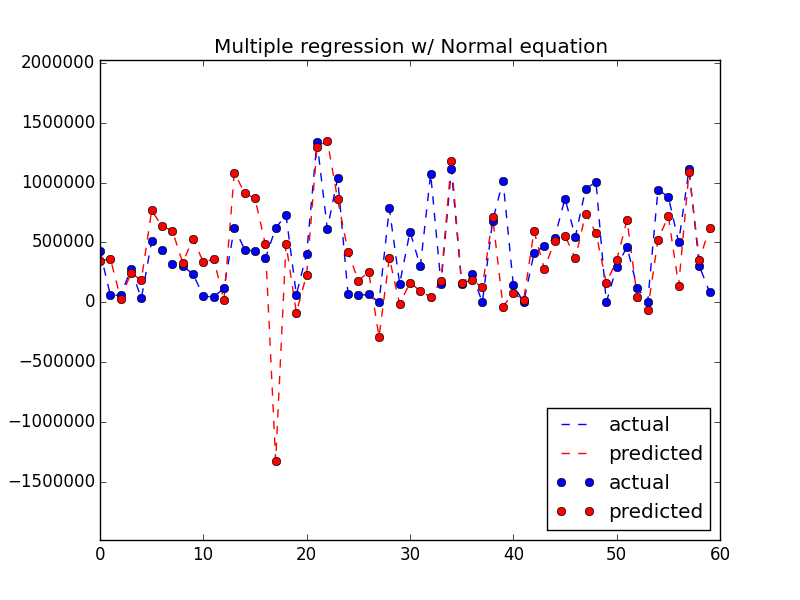 Multiple regression w/ Normal equation
2000000
1500000
1000000
500000
0
−500000
−1000000
−1500000
0 10 20 30 40 50 60
actual
predicted
actual
predicted